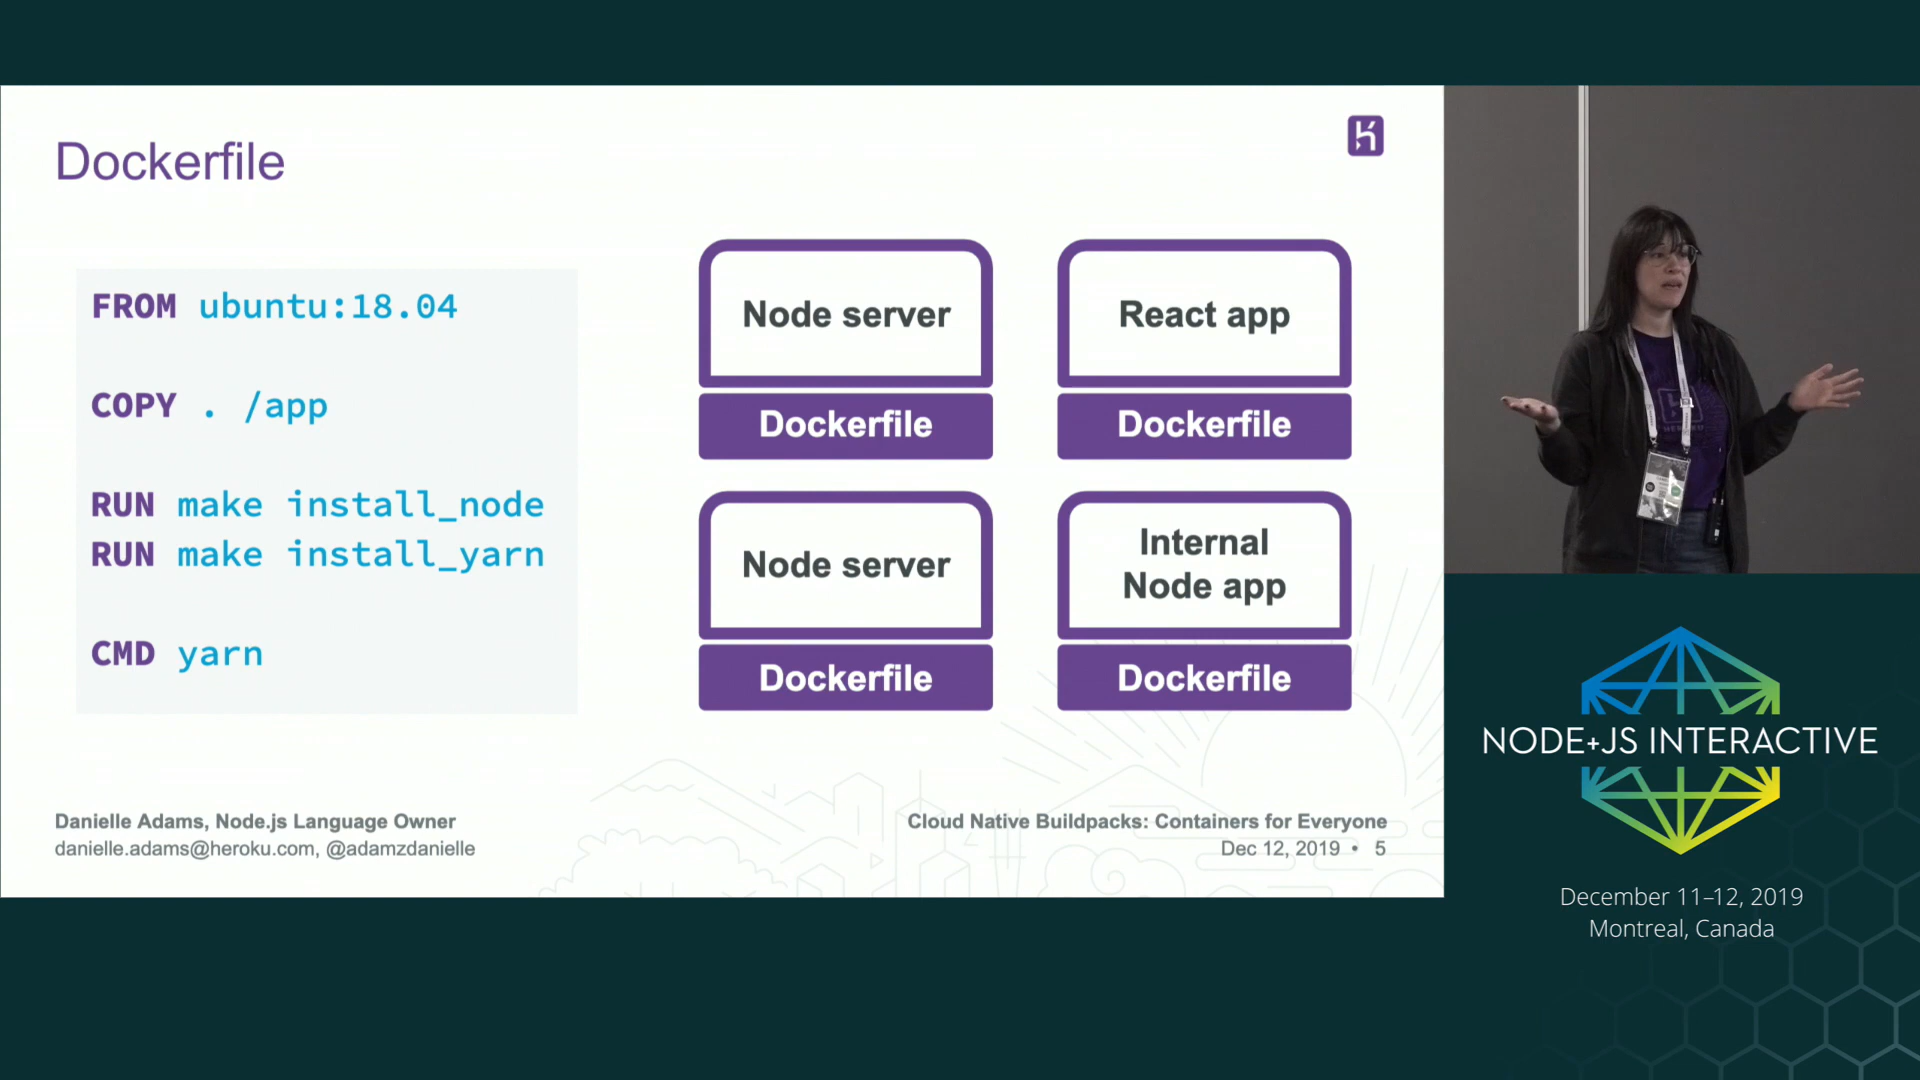 Dockerfile
FROM ubuntu:18.04
COPY . /app
RUN make install_node
RUN make install_yarn
CMD yarn
Node server
Dockerfile
React app
Dockerfile
Node server
Dockerfile
Internal
Node app
Dockerfile
Danielle Adams, Node.js Language Owner
danielle.adams@heroku.com, @adamzdanielle
Cloud Native Buildpacks: Containers for Everyone
Dec 12, 2019 • 5
NODE+JS INTERACTIVE
December 11–12, 2019
Montreal, Canada